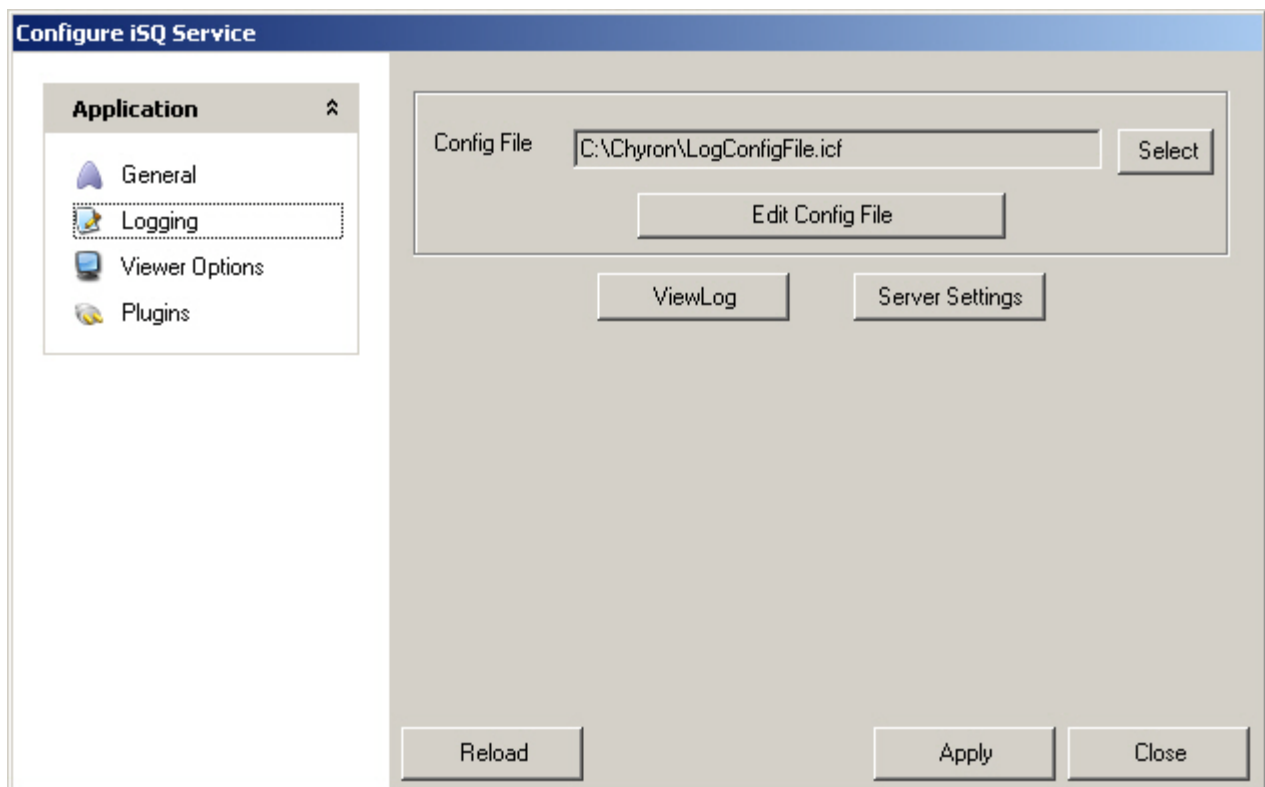 Configure iSQ Service
Application
General
Logging
Viewer Options
Plugins
Config File C:\Chyron\LogConfigFile.icf Select
Edit Config File
ViewLog Server Settings
Reload Apply Close